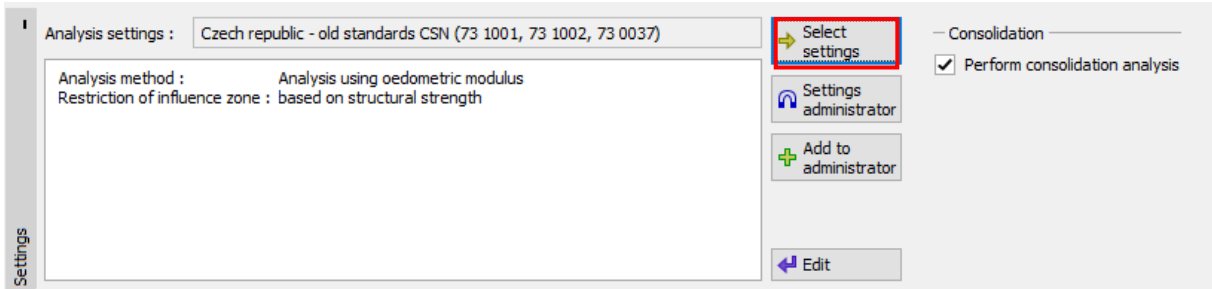 Analysis settings : Czech republic - old standards CSN (73 1001, 73 1002, 73 0037)
Analysis method : Analysis using oedometric modulus
Restriction of influence zone : based on structural strength
Select
settings
Settings
administrator
Add to
administrator
Edit
Consolidation
Perform consolidation analysis
Settings